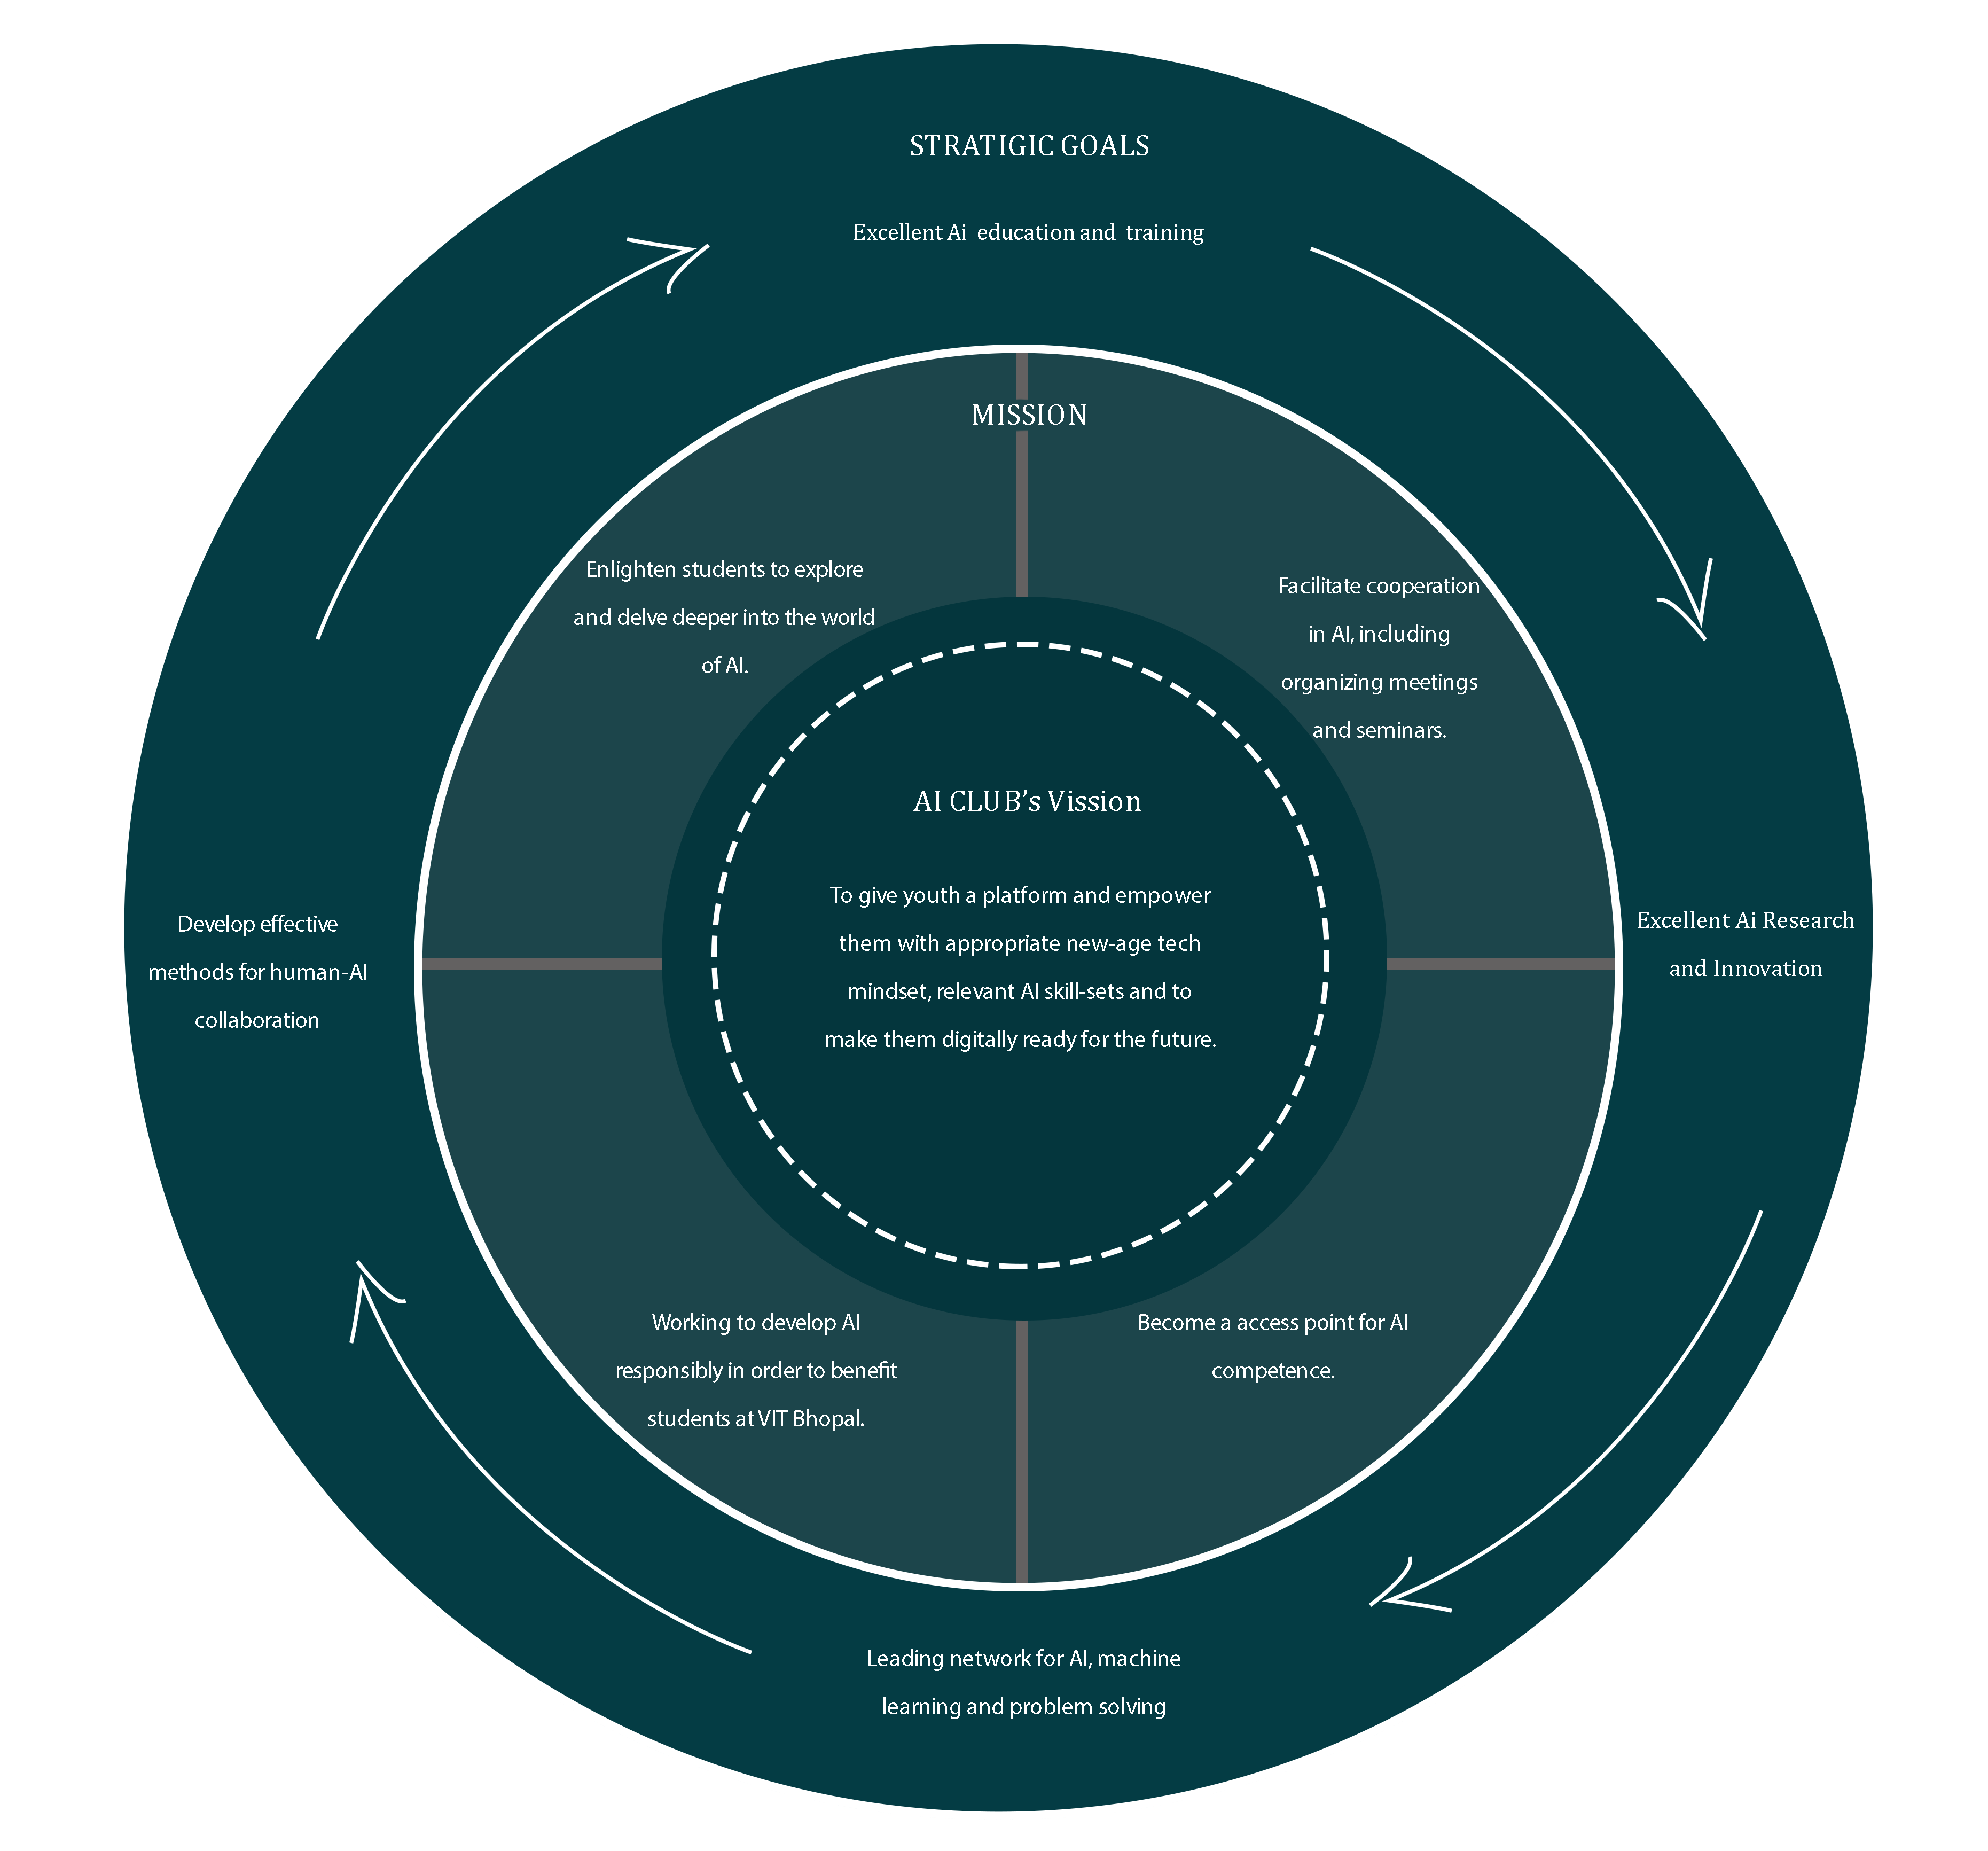 STRATIGIC GOALS
Excellent Ai education and training
MISSION
Enlighten students to explore
and delve deeper into the world
of AI.
Facilitate cooperation
in AI, including
organizing meetings
and seminars.
AI CLUB’s Vission
To give youth a platform and empower
them with appropriate new-age tech
mindset, relevant AI skill-sets and to
make them digitally ready for the future.
Develop effective
methods for human-AI
collaboration
Excellent Ai Research
and Innovation
Working to develop AI
responsibly in order to benefit
students at VIT Bhopal.
Become a access point for AI
competence.
Leading network for AI, machine
learning and problem solving